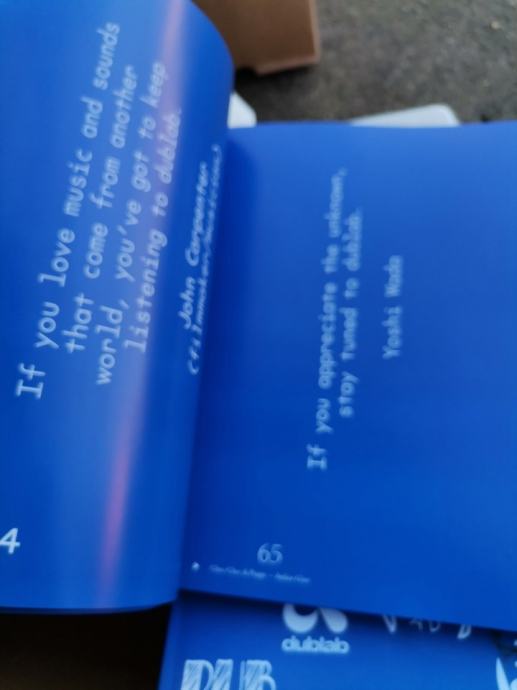 If you love music and sounds
that come from another
world, you've got to keep
listening to dublab.
John Carpenter
4
If you appreciate the unknown,
stay tuned to dublab.
Yoshi Wada
65
dublab
DUB